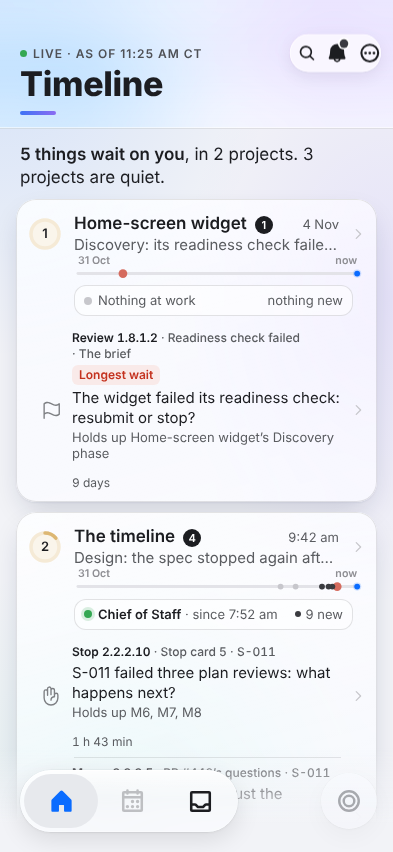 LIVE · AS OF 11:25 AM CT
Timeline
5 things wait on you, in 2 projects. 3
projects are quiet.
1
Home-screen widget 1 4 Nov
Discovery: its readiness check faile...
31 Oct now
Nothing at work nothing new
Review 1.8.1.2 · Readiness check failed
· The brief
Longest wait
The widget failed its readiness check:
resubmit or stop?
Holds up Home-screen widget’s Discovery
phase
9 days
2
The timeline 4 9:42 am
Design: the spec stopped again aft...
31 Oct now
Chief of Staff · since 7:52 am 9 new
Stop 2.2.2.10 · Stop card 5 · S-011
S-011 failed three plan reviews: what
happens next?
Holds up M6, M7, M8
1 h 43 min
questions · S-011
ust the